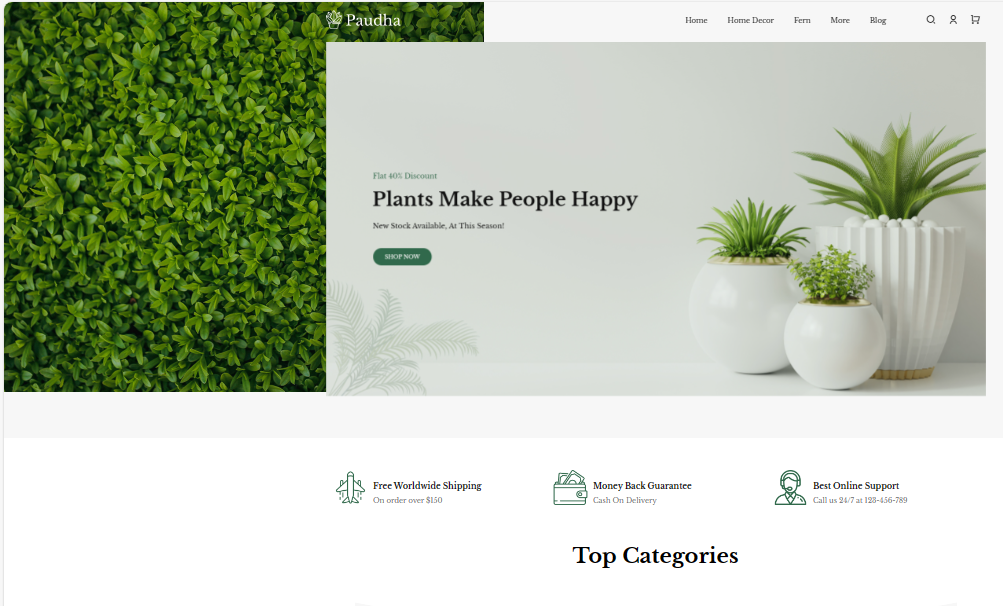 Paudha
Home Home Decor Fern More Blog
Flat 40% Discount
Plants Make People Happy
New Stock Available, At This Season!
SHOP NOW
Free Worldwide Shipping
On order over $150
Money Back Guarantee
Cash On Delivery
Best Online Support
Call us 24/7 at 123-456-789
Top Categories